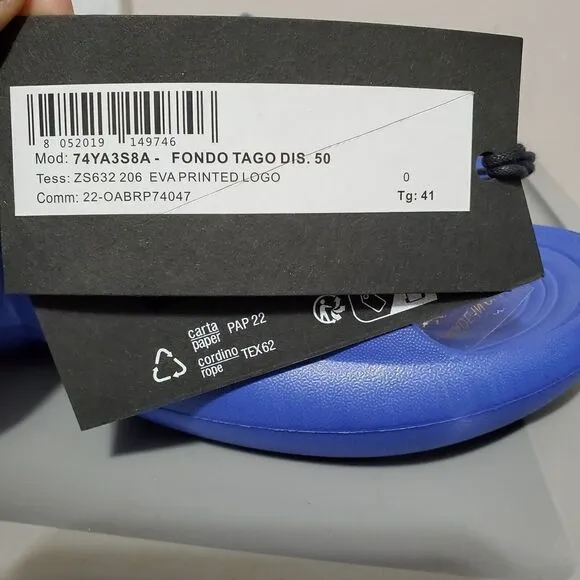 8 052019 149746
Mod: 74YA3S8A - FONDO TAGO DIS. 50
Tess: ZS632 206 EVA PRINTED LOGO 0
Comm: 22-OABRP74047 Tg: 41
carta
paper PAP 22
cordino
rope TEX62